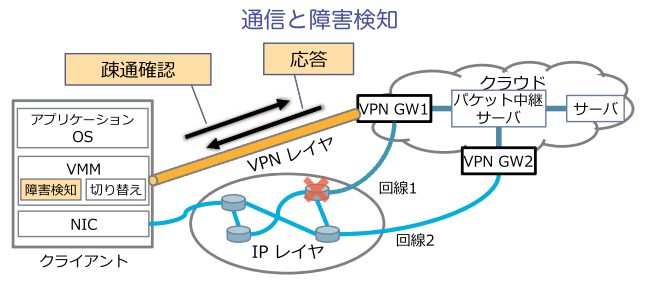 通信と障害検知
疎通確認
応答
クラウド
VPN GW1
パケット中継
サーバ
サーバ
アプリケーション
OS
VPN レイヤ
VMM
VPN GW2
障害検知
切り替え
回線1
NIC
IP レイヤ
回線2
クライアント